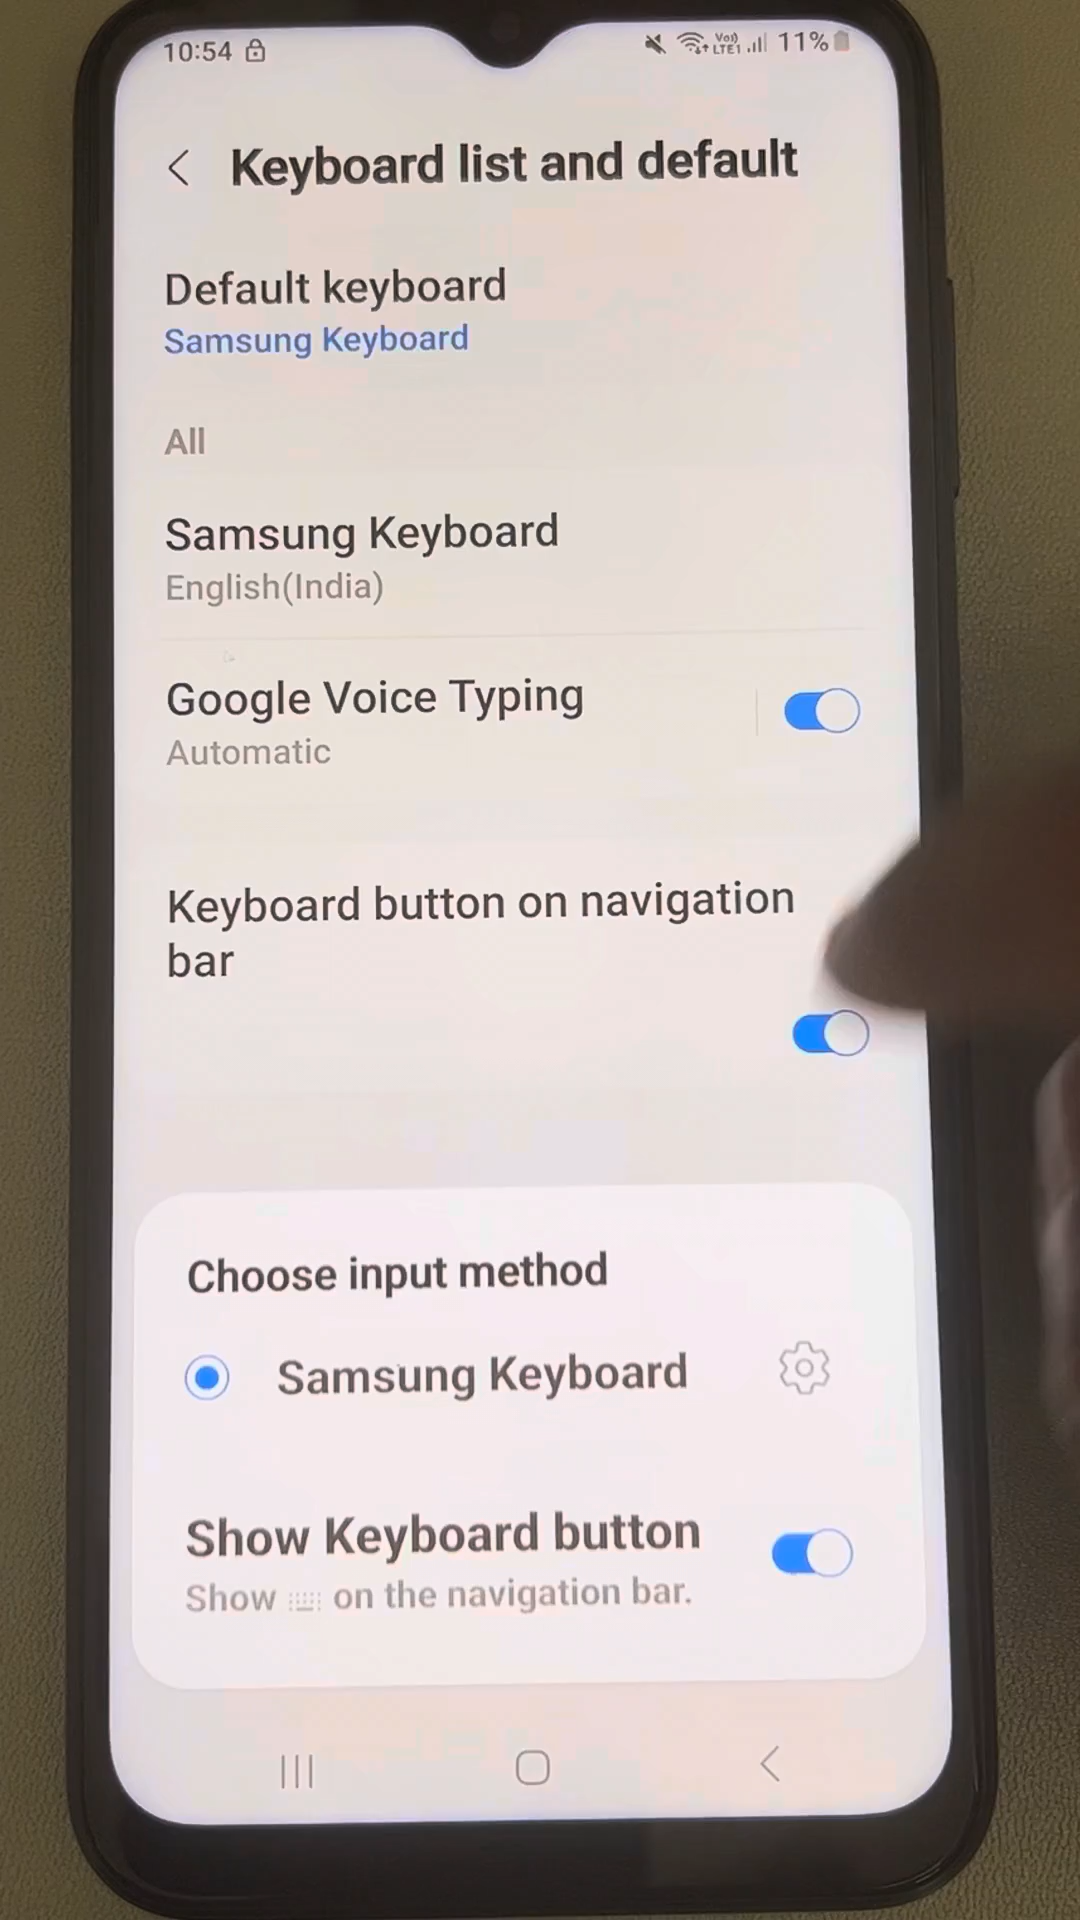 10:54
Vo)) LTE1 11%
Keyboard list and default
Default keyboard
Samsung Keyboard
All
Samsung Keyboard
English(India)
Google Voice Typing
Automatic
Keyboard button on navigation
bar
Choose input method
Samsung Keyboard
Show Keyboard button
Show on the navigation bar.